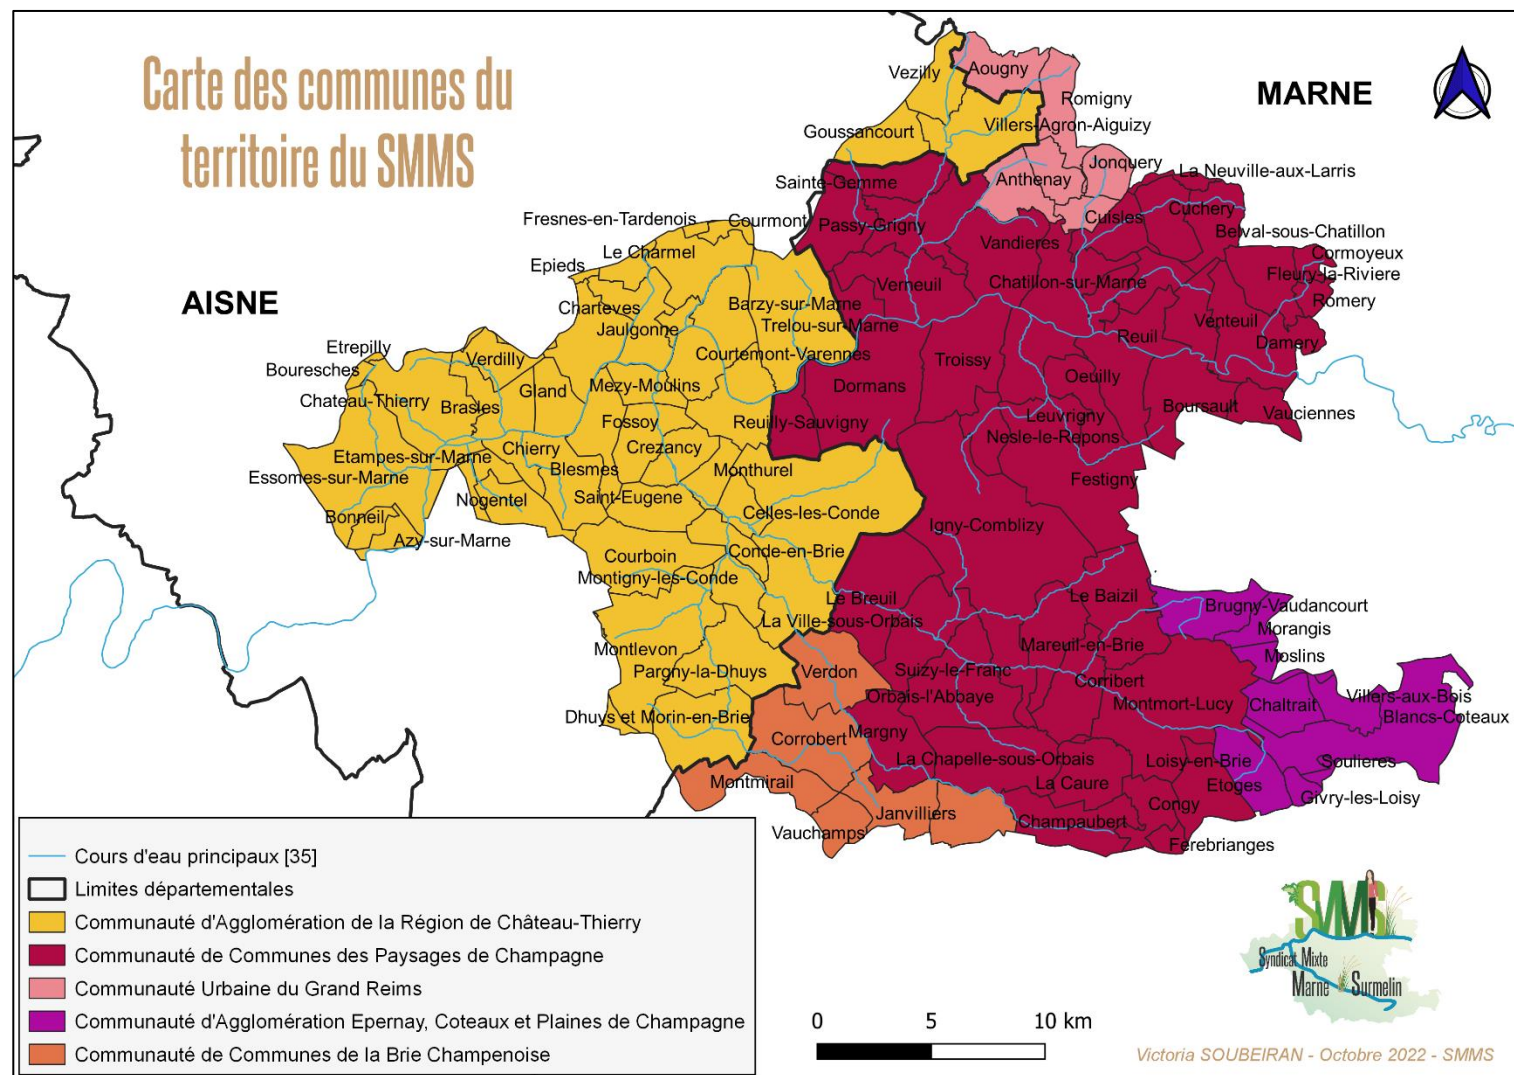 Carte des communes du
territoire du SMMS
MARNE
AISNE
Vezilly
Aougny
Romigny
Goussancourt
Villers-Agron-Aiguizy
Jonquery
La Neuville-aux-Larris
Sainte-Gemme
Anthenay
Cuisles
Cuchery
Fresnes-en-Tardenois
Courmont
Passy-Grigny
Vandieres
Belval-sous-Chatillon
Le Charmel
Cormoyeux
Epieds
Fleury-la-Riviere
Verneuil
Chatillon-sur-Marne
Charteves
Barzy-sur-Marne
Romery
Jaulgonne
Trelou-sur-Marne
Venteuil
Reuil
Damery
Etrepilly
Verdilly
Courtemont-Varennes
Troissy
Bouresches
Mezy-Moulins
Dormans
Oeuilly
Gland
Chateau-Thierry
Brasles
Boursault
Vauciennes
Fossoy
Reuilly-Sauvigny
Leuvrigny
Nesle-le-Repons
Chierry
Crezancy
Etampes-sur-Marne
Blesmes
Monthurel
Essomes-sur-Marne
Festigny
Nogentel
Saint-Eugene
Celles-les-Conde
Bonneil
Igny-Comblizy
Azy-sur-Marne
Courboin
Conde-en-Brie
Montigny-les-Conde
Le Breuil
Le Baizil
Brugny-Vaudancourt
La Ville-sous-Orbais
Morangis
Montlevon
Mareuil-en-Brie
Moslins
Pargny-la-Dhuys
Verdon
Suizy-le-Franc
Corribert
Orbais-l'Abbaye
Montmort-Lucy
Chaltrait
Villers-aux-Bois
Dhuys et Morin-en-Brie
Blancs-Coteaux
Corrobert
Margny
La Chapelle-sous-Orbais
Loisy-en-Brie
Soulieres
Montmirail
La Caure
Etoges
Givry-les-Loisy
Janvilliers
Congy
Vauchamps
Champaubert
Ferebrianges
Cours d'eau principaux [35]
Limites départementales
Communauté d'Agglomération de la Région de Château-Thierry
Communauté de Communes des Paysages de Champagne
Communauté Urbaine du Grand Reims
Communauté d'Agglomération Epernay, Coteaux et Plaines de Champagne
Communauté de Communes de la Brie Champenoise
0 5 10 km
SMMS
Syndicat Mixte
Marne Surmelin
Victoria SOUBEIRAN - Octobre 2022 - SMMS